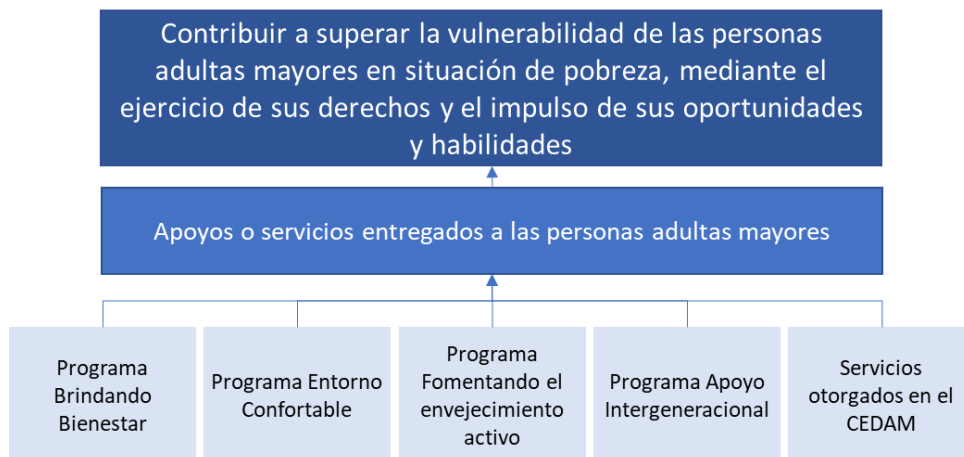 Contribuir a superar la vulnerabilidad de las personas
adultas mayores en situación de pobreza, mediante el
ejercicio de sus derechos y el impulso de sus oportunidades
y habilidades
Apoyos o servicios entregados a las personas adultas mayores
Programa
Brindando
Bienestar
Programa Entorno
Confortable
Programa
Fomentando el
envejecimiento
activo
Programa Apoyo
Intergeneracional
Servicios
otorgados en el
CEDAM